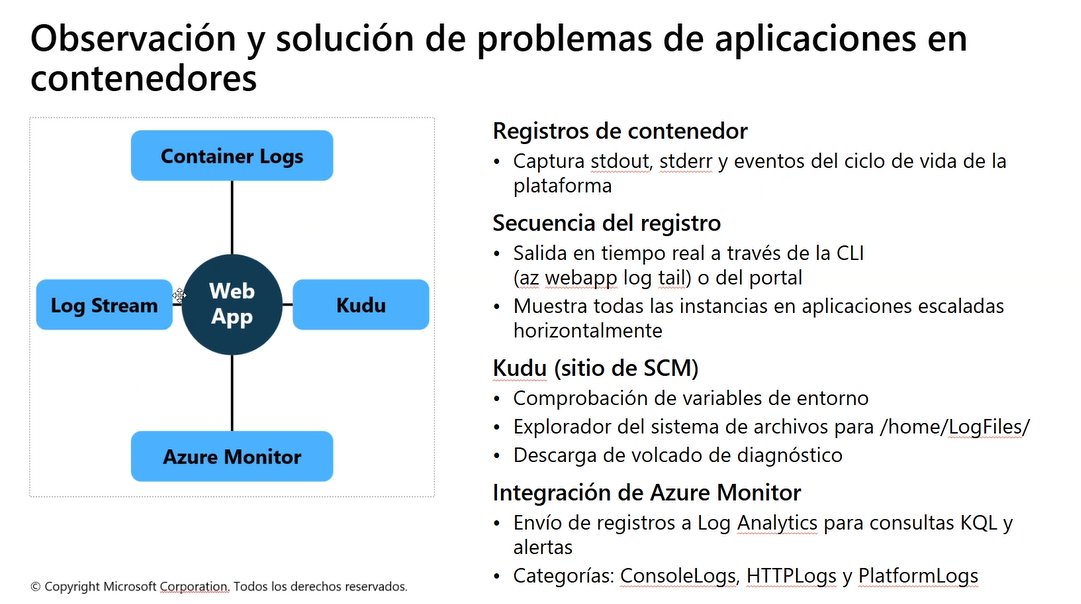 Observación y solución de problemas de aplicaciones en
contenedores
Container Logs
Log Stream
Web
App
Kudu
Azure Monitor
Registros de contenedor
• Captura stdout, stderr y eventos del ciclo de vida de la
plataforma
Secuencia del registro
• Salida en tiempo real a través de la CLI
(az webapp log tail) o del portal
• Muestra todas las instancias en aplicaciones escaladas
horizontalmente
Kudu (sitio de SCM)
• Comprobación de variables de entorno
• Explorador del sistema de archivos para /home/LogFiles/
• Descarga de volcado de diagnóstico
Integración de Azure Monitor
• Envío de registros a Log Analytics para consultas KQL y
alertas
• Categorías: ConsoleLogs, HTTPLogs y PlatformLogs
© Copyright Microsoft Corporation. Todos los derechos reservados.